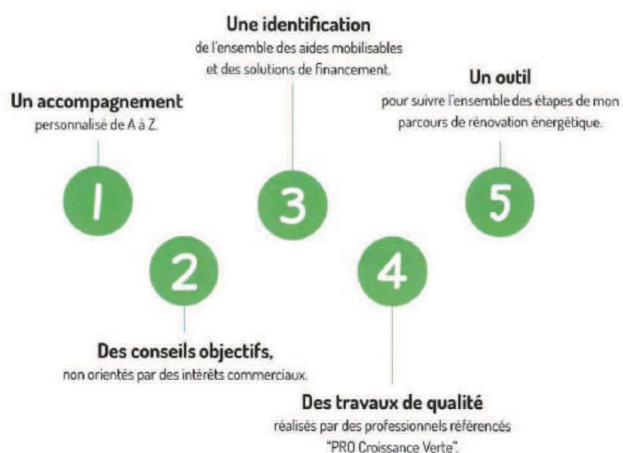 Une identification
de l'ensemble des aides mobilisables
et des solutions de financement.
Un outil
pour suivre l'ensemble des étapes de mon
parcours de rénovation énergétique.
Un accompagnement
personnalisé de A à Z.
1
3
5
2
4
Des conseils objectifs,
non orientés par des intérêts commerciaux.
Des travaux de qualité
réalisés par des professionnels référencés
"PRO Croissance Verte".